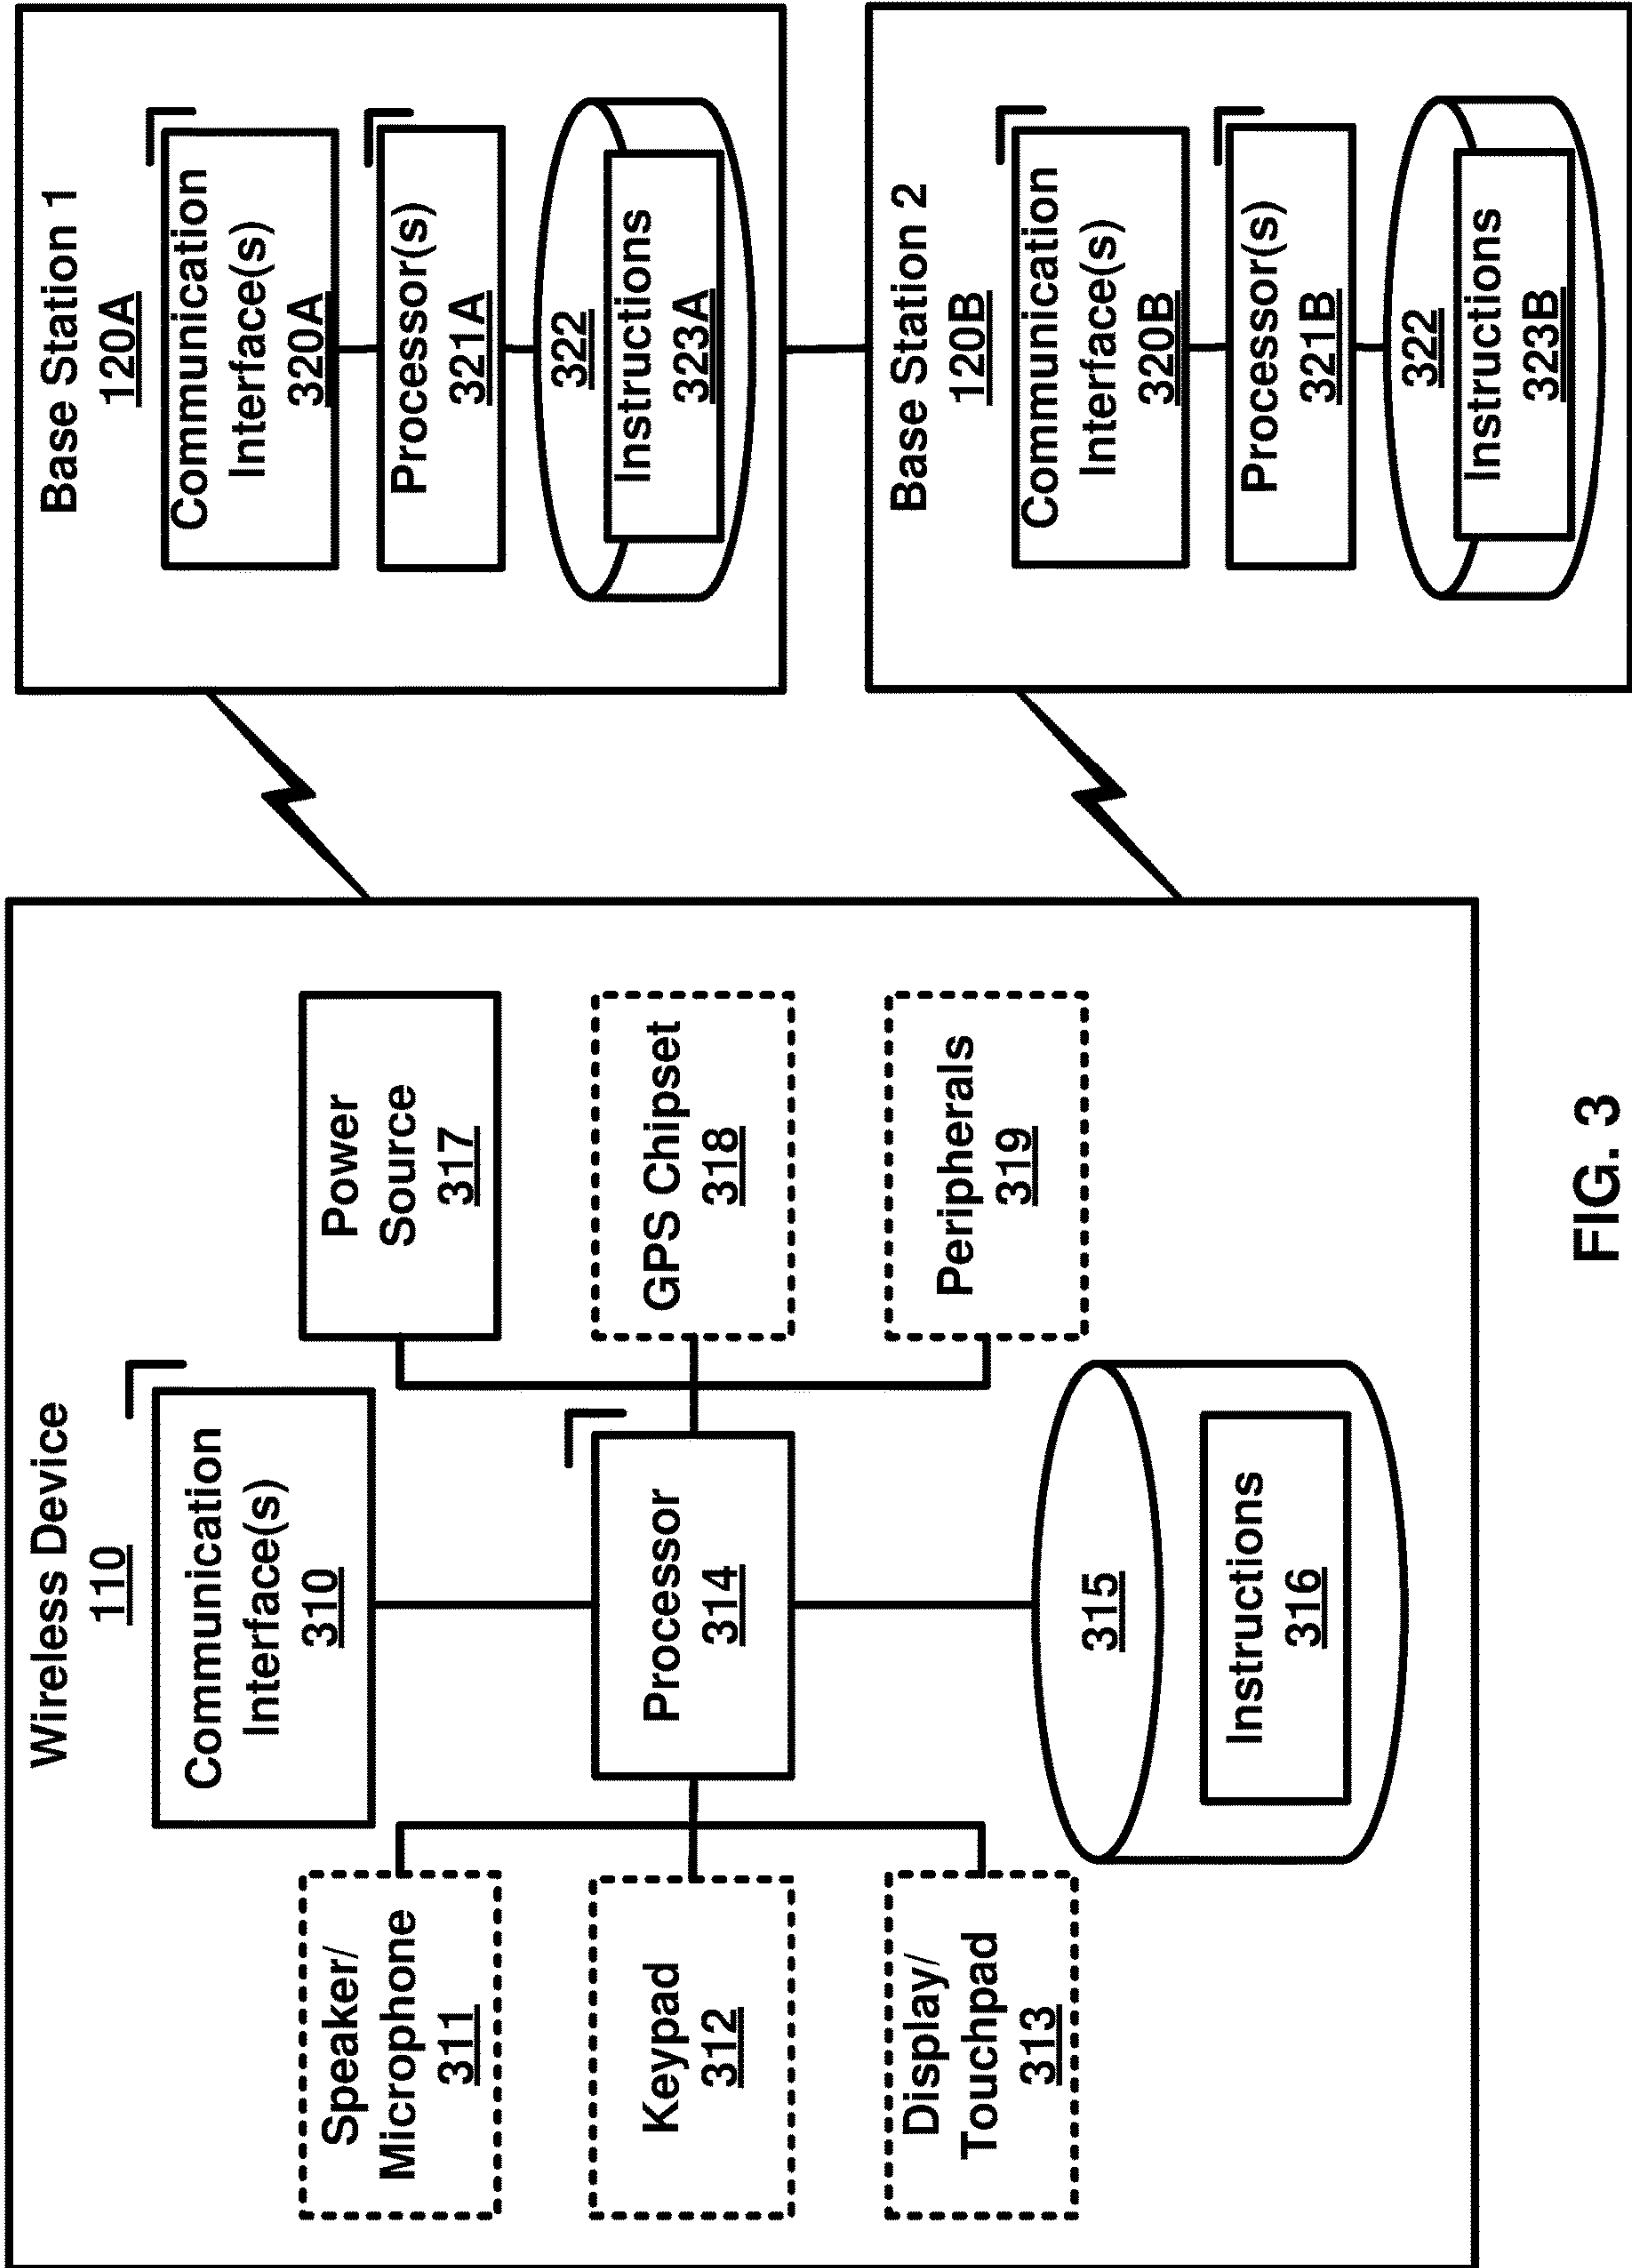 Wireless Device
110
Communication
Interface(s)
310
Speaker/
Microphone
311
Keypad
312
Display/
Touchpad
313
Processor
314
Power
Source
317
GPS Chipset
318
Peripherals
319
315
Instructions
316
Base Station 1
120A
Communication
Interface(s)
320A
Processor(s)
321A
322
Instructions
323A
Base Station 2
120B
Communication
Interface(s)
320B
Processor(s)
321B
322
Instructions
323B
FIG. 3